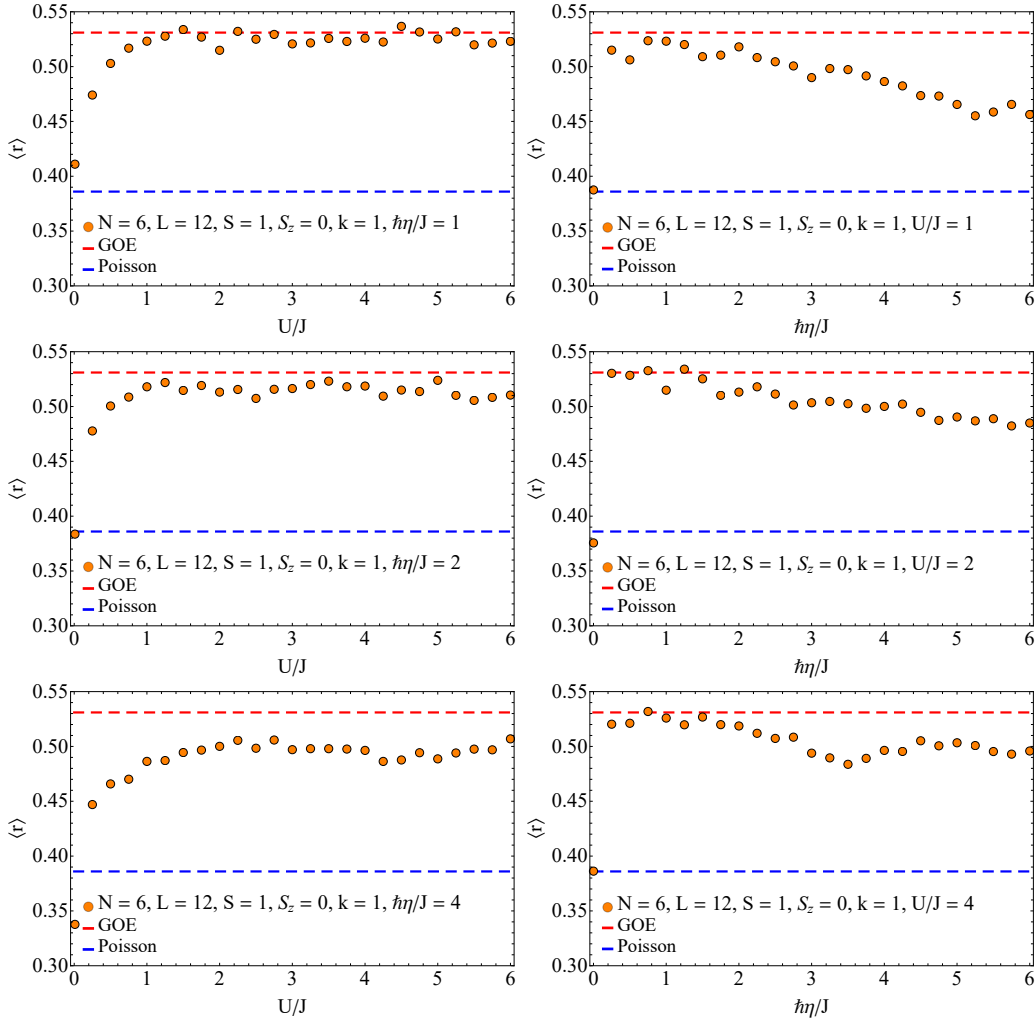 0.55
0.50
0.45
0.40
0.35
0.30
⟨r⟩
N = 6, L = 12, S = 1, S_z = 0, k = 1, ℏη/J = 1
GOE
Poisson
0 1 2 3 4 5 6
U/J
0.55
0.50
0.45
0.40
0.35
0.30
⟨r⟩
N = 6, L = 12, S = 1, S_z = 0, k = 1, U/J = 1
GOE
Poisson
0 1 2 3 4 5 6
ℏη/J
0.55
0.50
0.45
0.40
0.35
0.30
⟨r⟩
N = 6, L = 12, S = 1, S_z = 0, k = 1, ℏη/J = 2
GOE
Poisson
0 1 2 3 4 5 6
U/J
0.55
0.50
0.45
0.40
0.35
0.30
⟨r⟩
N = 6, L = 12, S = 1, S_z = 0, k = 1, U/J = 2
GOE
Poisson
0 1 2 3 4 5 6
ℏη/J
0.55
0.50
0.45
0.40
0.35
0.30
⟨r⟩
N = 6, L = 12, S = 1, S_z = 0, k = 1, ℏη/J = 4
GOE
Poisson
0 1 2 3 4 5 6
U/J
0.55
0.50
0.45
0.40
0.35
0.30
⟨r⟩
N = 6, L = 12, S = 1, S_z = 0, k = 1, U/J = 4
GOE
Poisson
0 1 2 3 4 5 6
ℏη/J